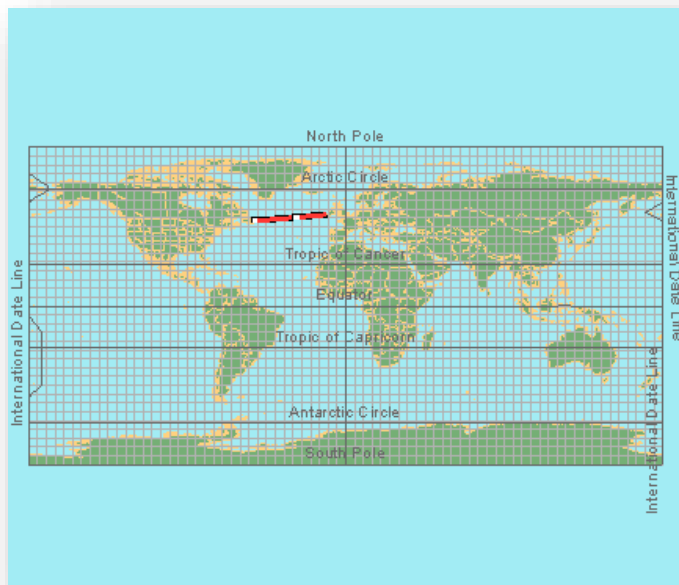 North Pole
Arctic Circle
International Date Line
Tropic of Cancer
Equator
International Date Line
Tropic of Capricorn
Antarctic Circle
International Date Line
South Pole